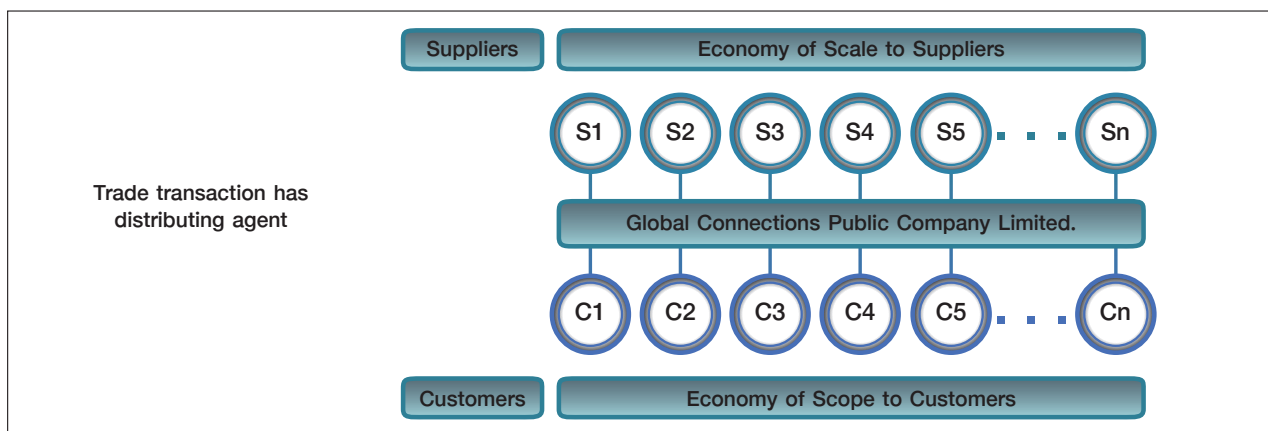 Suppliers Economy of Scale to Suppliers
S1 S2 S3 S4 S5 . . . Sn
Trade transaction has
distributing agent
Global Connections Public Company Limited.
C1 C2 C3 C4 C5 . . . Cn
Customers Economy of Scope to Customers